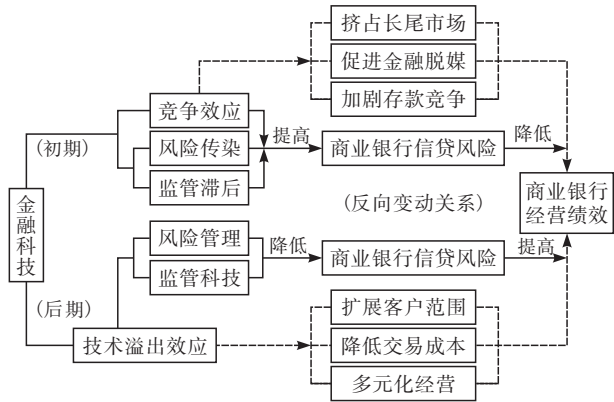 挤占长尾市场
促进金融脱媒
加剧存款竞争
竞争效应
(初期)
风险传染
提高
商业银行信贷风险
降低
监管滞后
金融科技
(反向变动关系)
商业银行
经营绩效
风险管理
监管科技
降低
商业银行信贷风险
提高
(后期)
扩展客户范围
技术溢出效应
降低交易成本
多元化经营